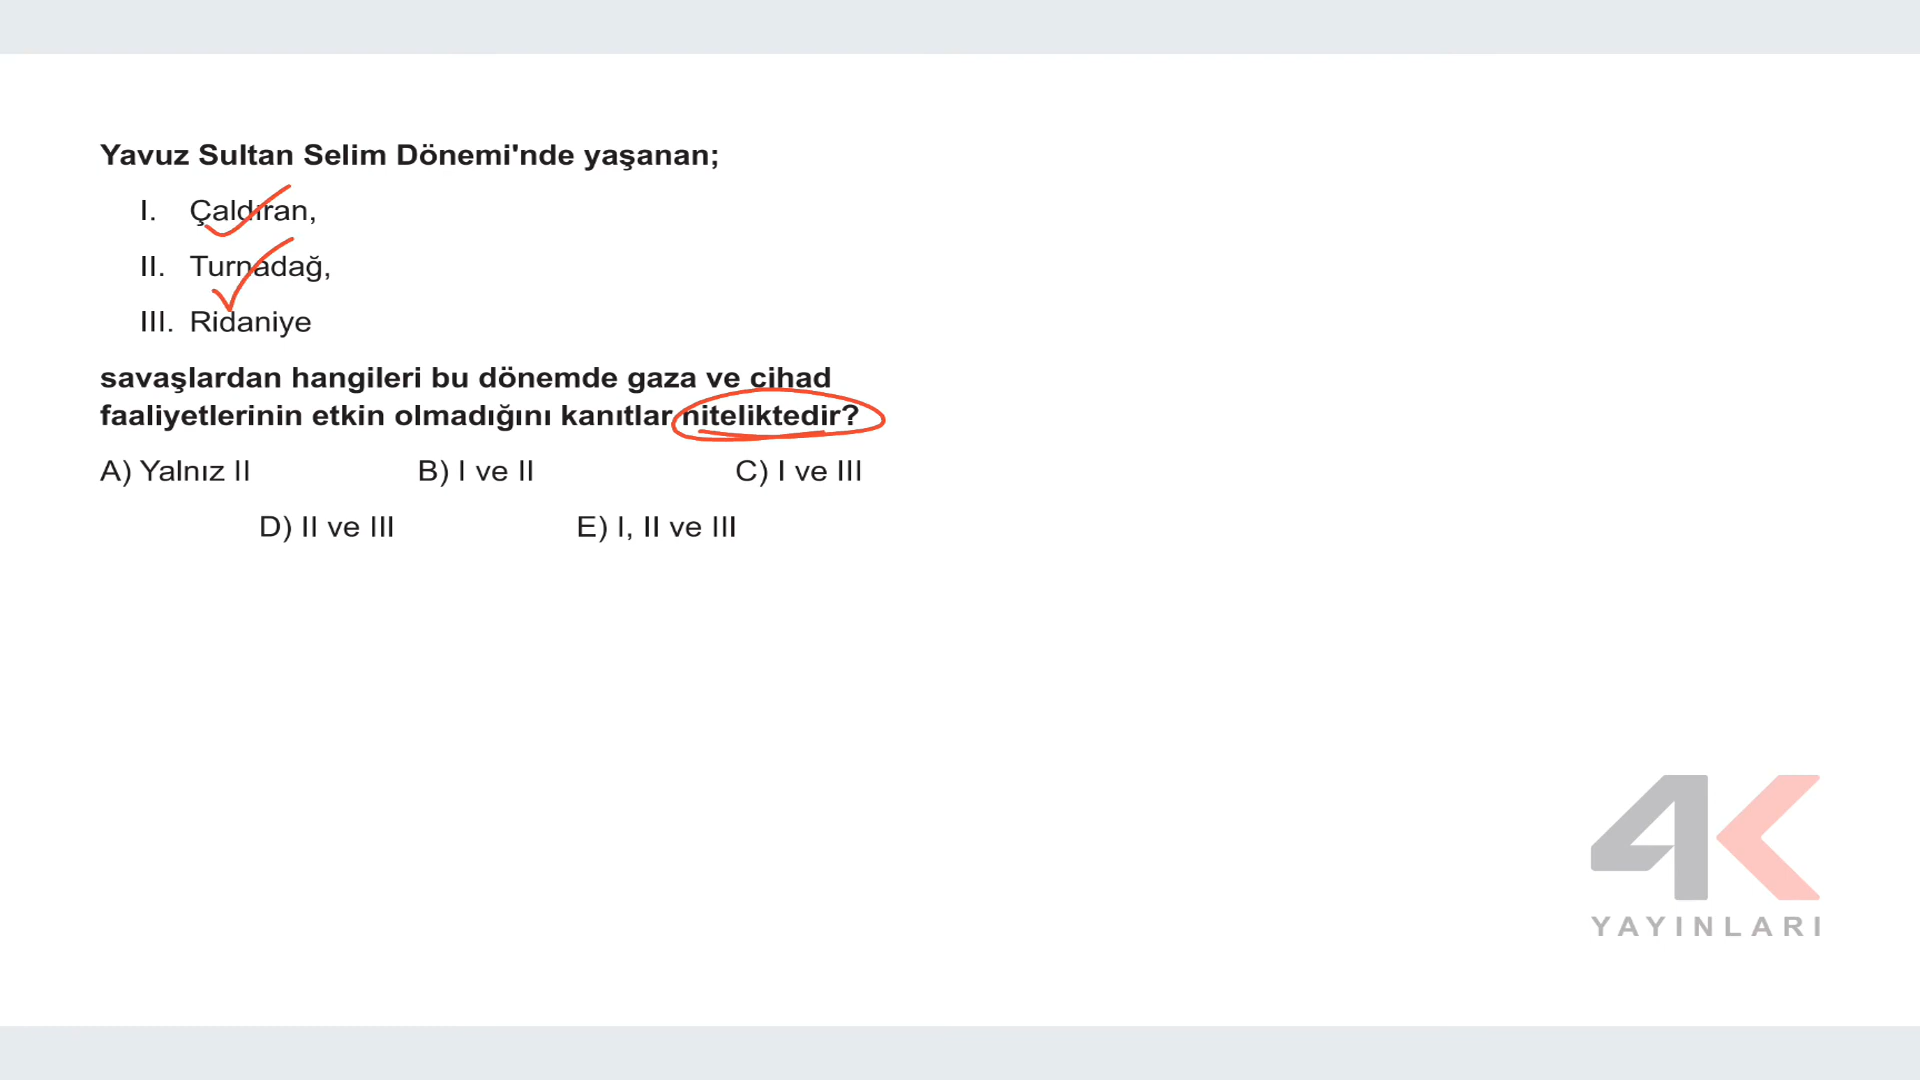 Yavuz Sultan Selim Dönemi'nde yaşanan;
I. Çaldıran,
II. Turnadağ,
III. Ridaniye
savaşlardan hangileri bu dönemde gaza ve cihad
faaliyetlerinin etkin olmadığını kanıtlar niteliktedir?
A) Yalnız II B) I ve II C) I ve III
D) II ve III E) I, II ve III
4K
YAYINLARI